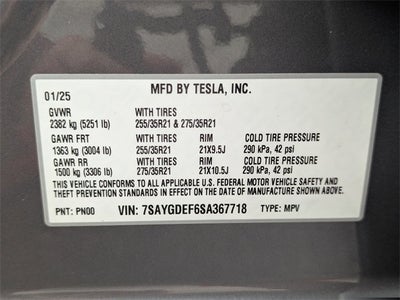 MFD BY TESLA, INC.
01/25
GVWR WITH TIRES
2382 kg (5251 lb) 255/35R21 & 275/35R21
GAWR FRT WITH TIRES RIM COLD TIRE PRESSURE
1363 kg (3004 lb) 255/35R21 21X9.5J 290 kPa, 42 psi
GAWR RR WITH TIRES RIM COLD TIRE PRESSURE
1500 kg (3306 lb) 275/35R21 21X10.5J 290 kPa, 42 psi
THIS VEHICLE CONFORMS TO ALL APPLICABLE U.S. FEDERAL MOTOR VEHICLE SAFETY AND
THEFT PREVENTION STANDARDS IN EFFECT ON THE DATE OF MANUFACTURE SHOWN ABOVE.
PNT: PN00 VIN: 7SAYGDEF6SA367718 TYPE: MPV